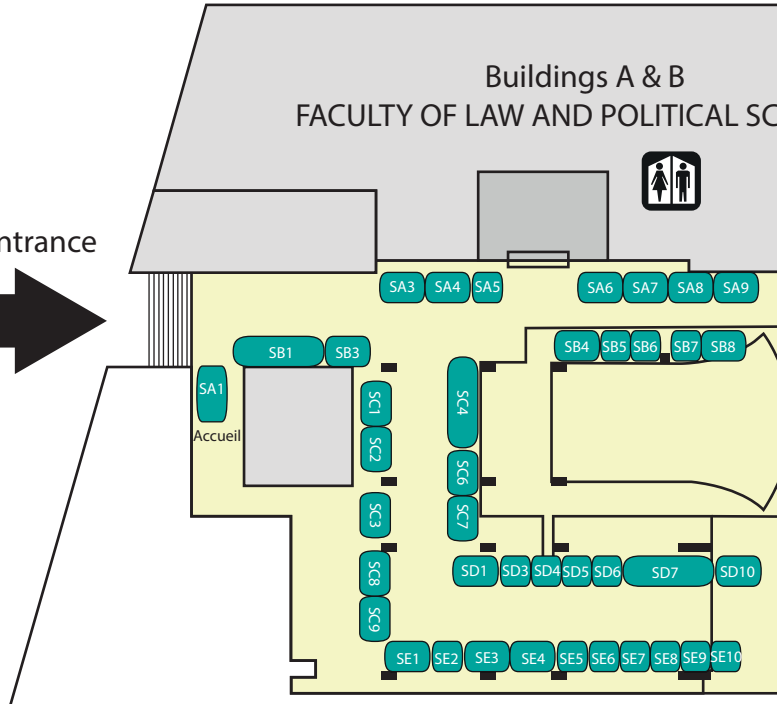 Buildings A & B
FACULTY OF LAW AND POLITICAL SC
ntrance
SA3 SA4 SA5 SA6 SA7 SA8 SA9
SB1 SB3 SB4 SB5 SB6 SB7 SB8
SA1
Accueil
SC1
SC2
SC3
SC4
SC6
SC7
SC8
SC9
SD1 SD3 SD4 SD5 SD6 SD7 SD10
SE1 SE2 SE3 SE4 SE5 SE6 SE7 SE8 SE9 SE10